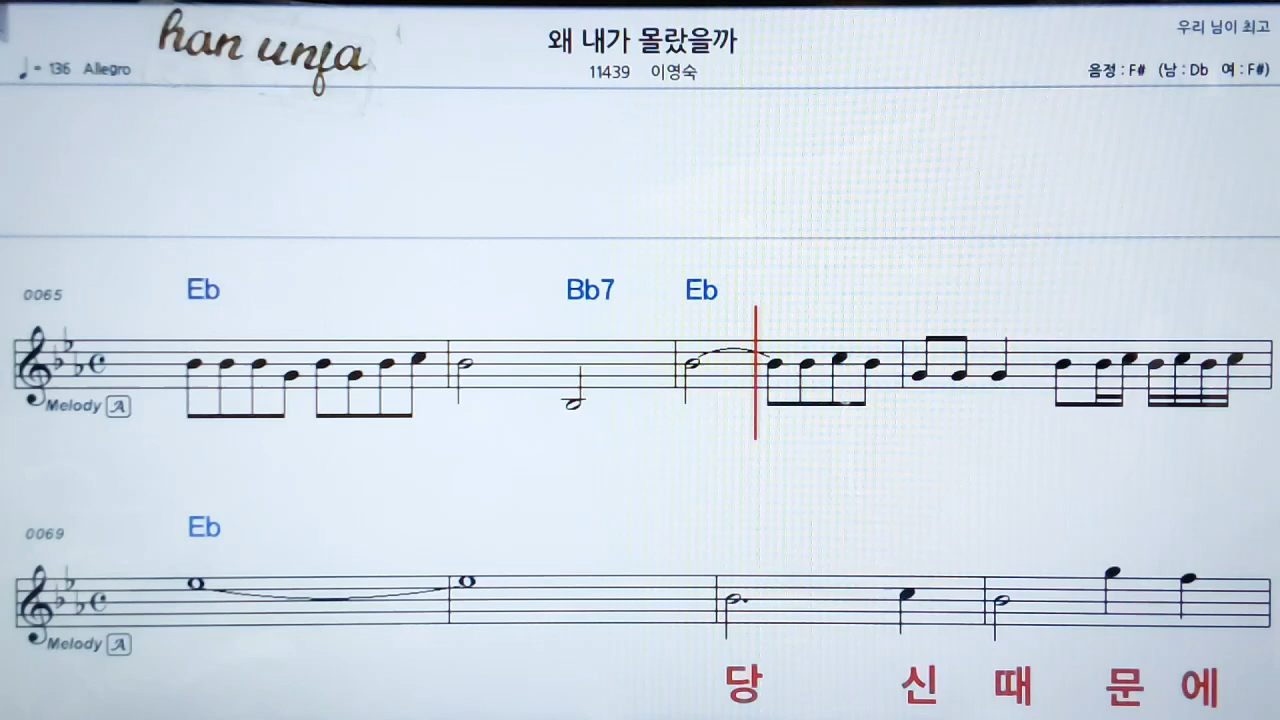 han unfa
왜 내가 몰랐을까
우리 님이 최고
♩= 136 Allegro
11439 이영숙
음정 : F# (남 : Db 여 : F#)
0065 Eb Bb7 Eb
Melody A
0069 Eb
Melody A
당 신 때 문 에